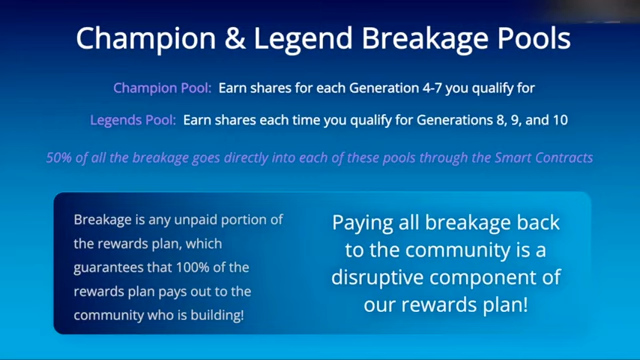 Champion & Legend Breakage Pools
Champion Pool: Earn shares for each Generation 4-7 you qualify for
Legends Pool: Earn shares each time you qualify for Generations 8, 9, and 10
50% of all the breakage goes directly into each of these pools through the Smart Contracts
Breakage is any unpaid portion of
the rewards plan, which
guarantees that 100% of the
rewards plan pays out to the
community who is building!
Paying all breakage back
to the community is a
disruptive component of
our rewards plan!